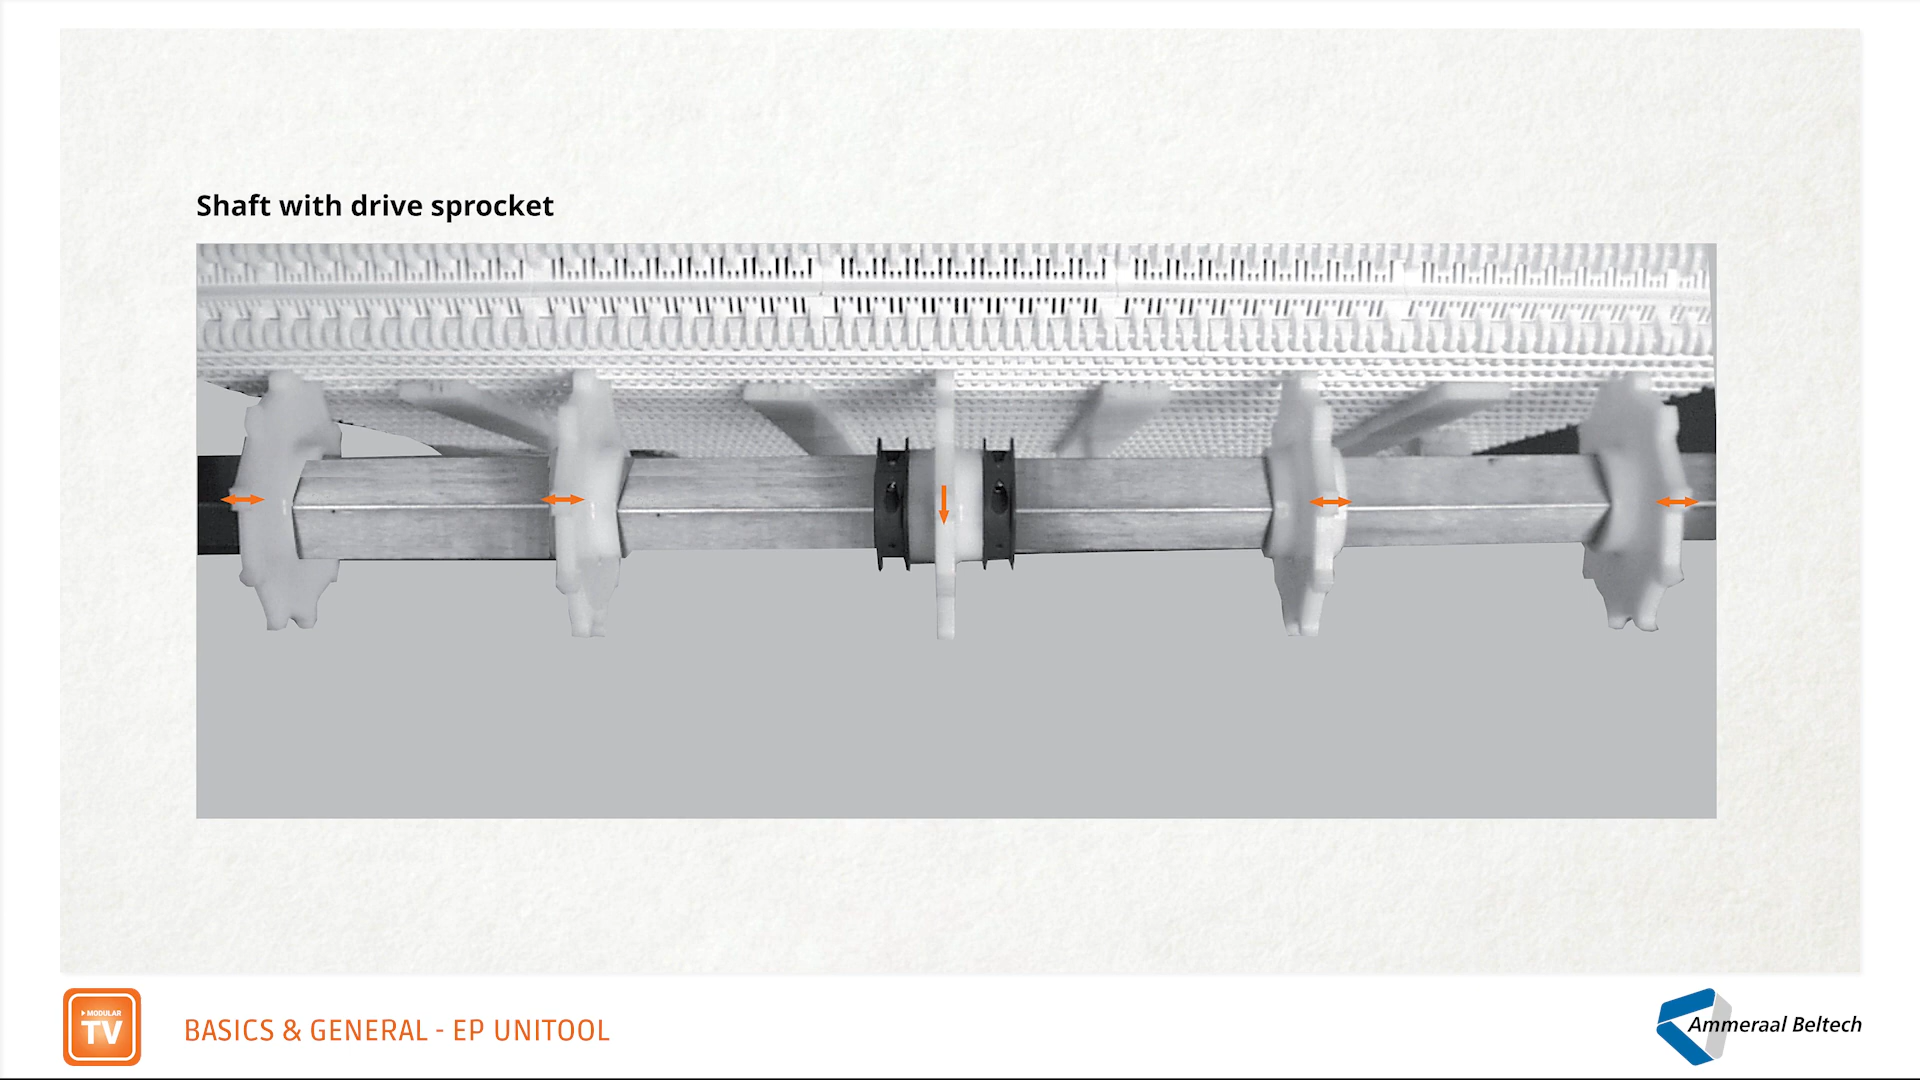 Shaft with drive sprocket
MODULAR
TV
BASICS & GENERAL - EP UNITOOL
Ammeraal Beltech